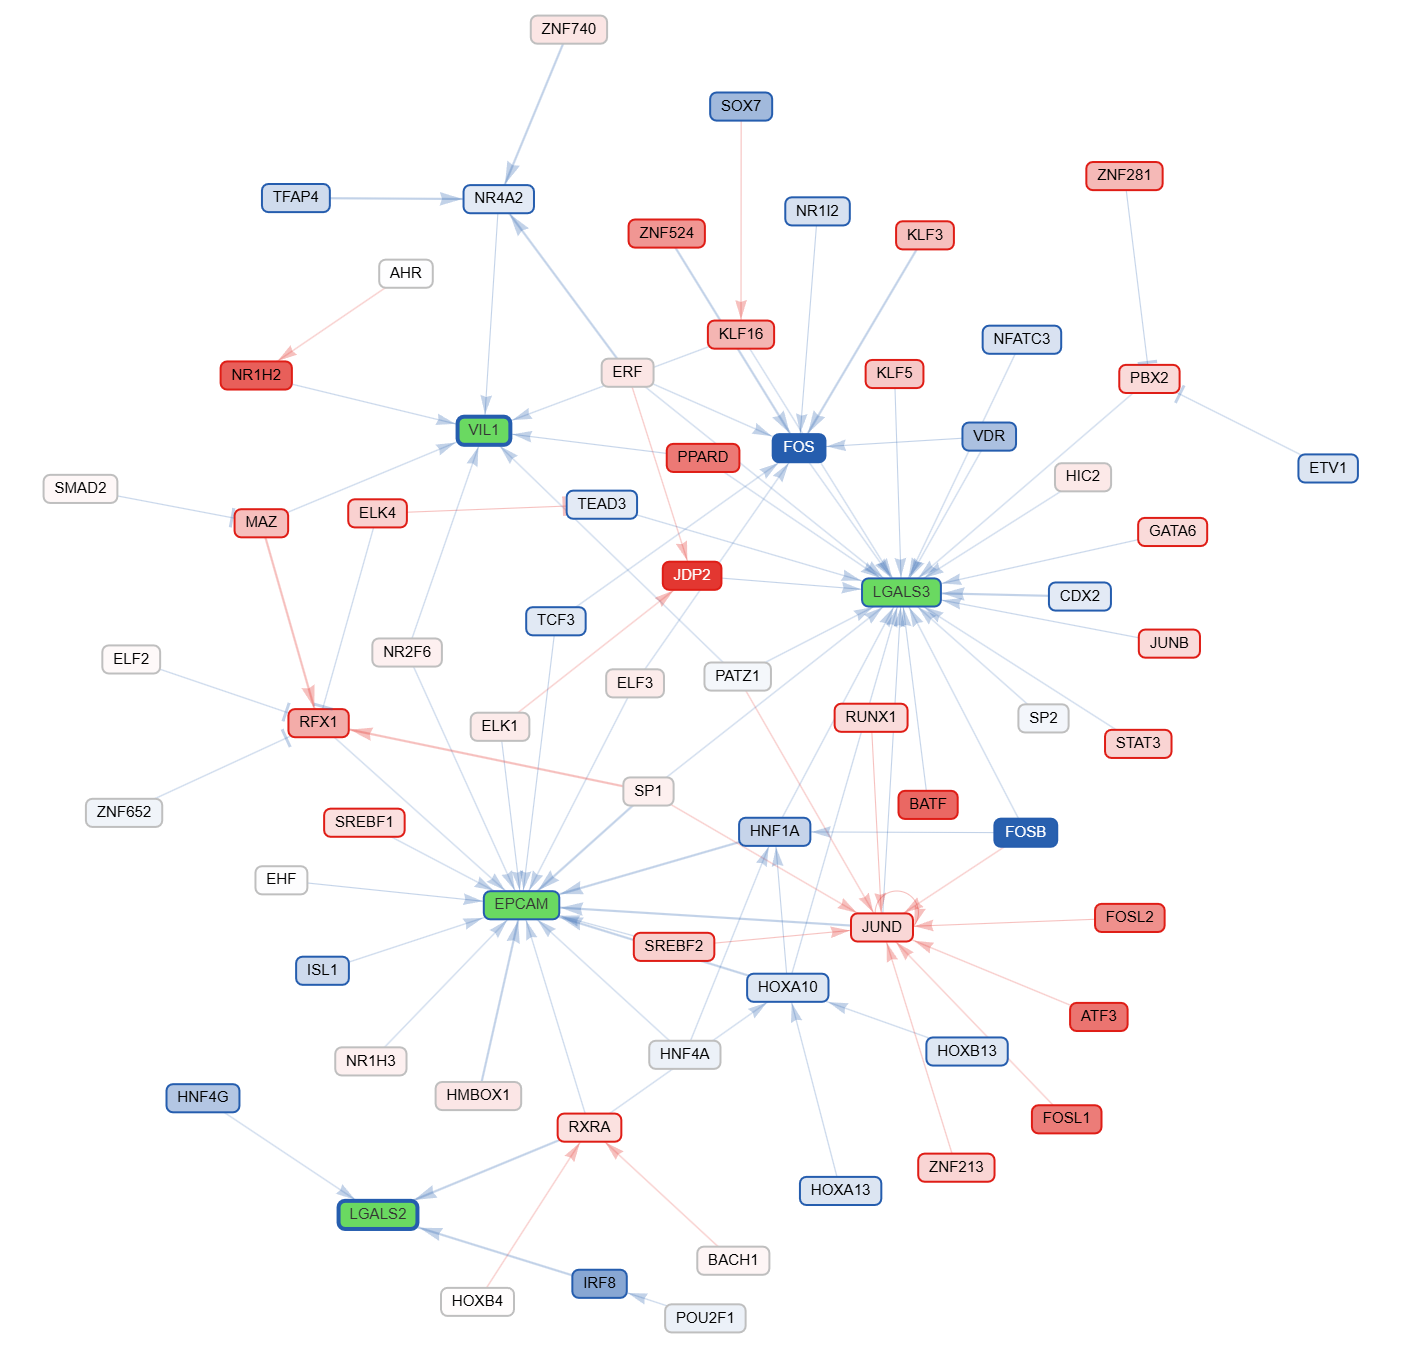 ZNF740
SOX7
ZNF281
TFAP4
NR4A2
NR1I2
ZNF524
KLF3
AHR
KLF16
NFATC3
NR1H2
ERF
KLF5
PBX2
VIL1
FOS
VDR
PPARD
ETV1
HIC2
SMAD2
TEAD3
ELK4
MAZ
GATA6
JDP2
LGALS3
CDX2
TCF3
JUNB
NR2F6
ELF2
PATZ1
ELF3
RUNX1
SP2
RFX1
ELK1
STAT3
SP1
BATF
ZNF652
SREBF1
HNF1A
FOSB
EHF
EPCAM
FOSL2
JUND
SREBF2
ISL1
HOXA10
ATF3
HOXB13
HNF4A
NR1H3
HMBOX1
HNF4G
FOSL1
RXRA
ZNF213
HOXA13
LGALS2
BACH1
IRF8
HOXB4
POU2F1